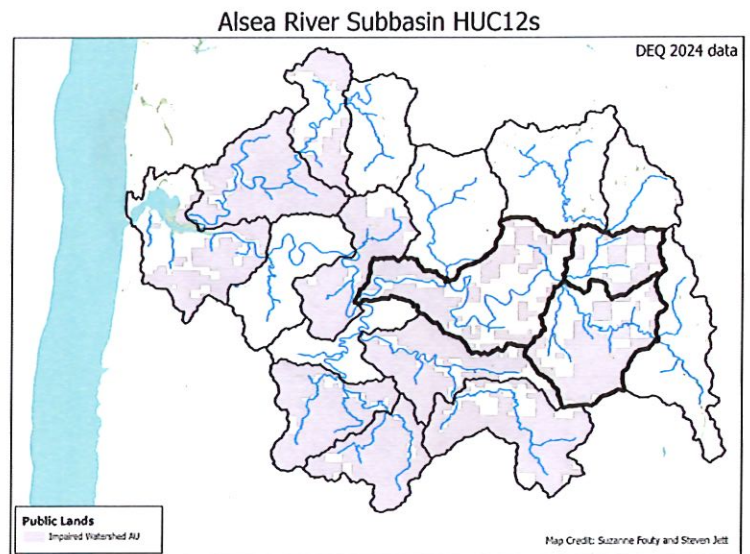 Alsea River Subbasin HUC12s
DEQ 2024 data
Public Lands
Impaired Watershed AU
Map Credit: Suzanne Fouty and Steven Jett